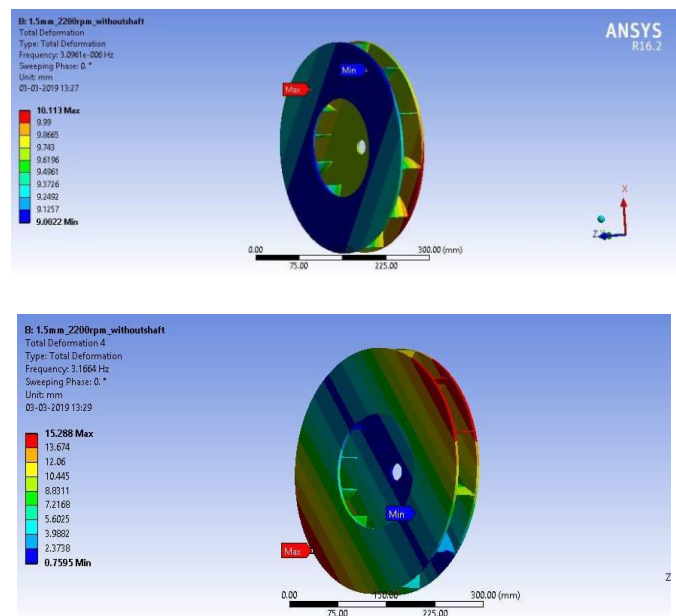 B: 1.5mm_2200rpm_withoutshaft
Total Deformation
Type: Total Deformation
Frequency: 3.0961e-006 Hz
Sweeping Phase: 0. °
Unit: mm
03-03-2019 13:27
10.113 Max
9.99
9.8665
9.743
9.6196
9.4961
9.3726
9.2492
9.1257
9.0022 Min
ANSYS
R16.2
Min
Max
X
Z
0.00
300.00 (mm)
75.00
225.00
B: 1.5mm_2200rpm_withoutshaft
Total Deformation 4
Type: Total Deformation
Frequency: 3.1664 Hz
Sweeping Phase: 0. °
Unit: mm
03-03-2019 13:29
15.288 Max
13.674
12.06
10.445
8.8311
7.2168
5.6025
3.9882
2.3738
0.7595 Min
Min
Max
Z
0.00
150.00
300.00 (mm)
75.00
225.00